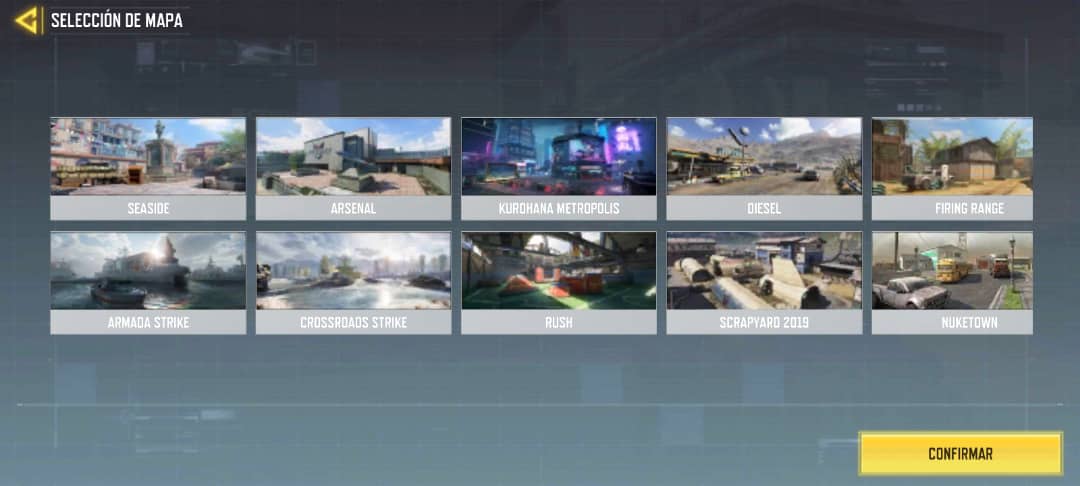 SELECCIÓN DE MAPA
SEASIDE
ARSENAL
KUROHANA METROPOLIS
DIESEL
FIRING RANGE
ARMADA STRIKE
CROSSROADS STRIKE
RUSH
SCRAPYARD 2019
NUKETOWN
CONFIRMAR